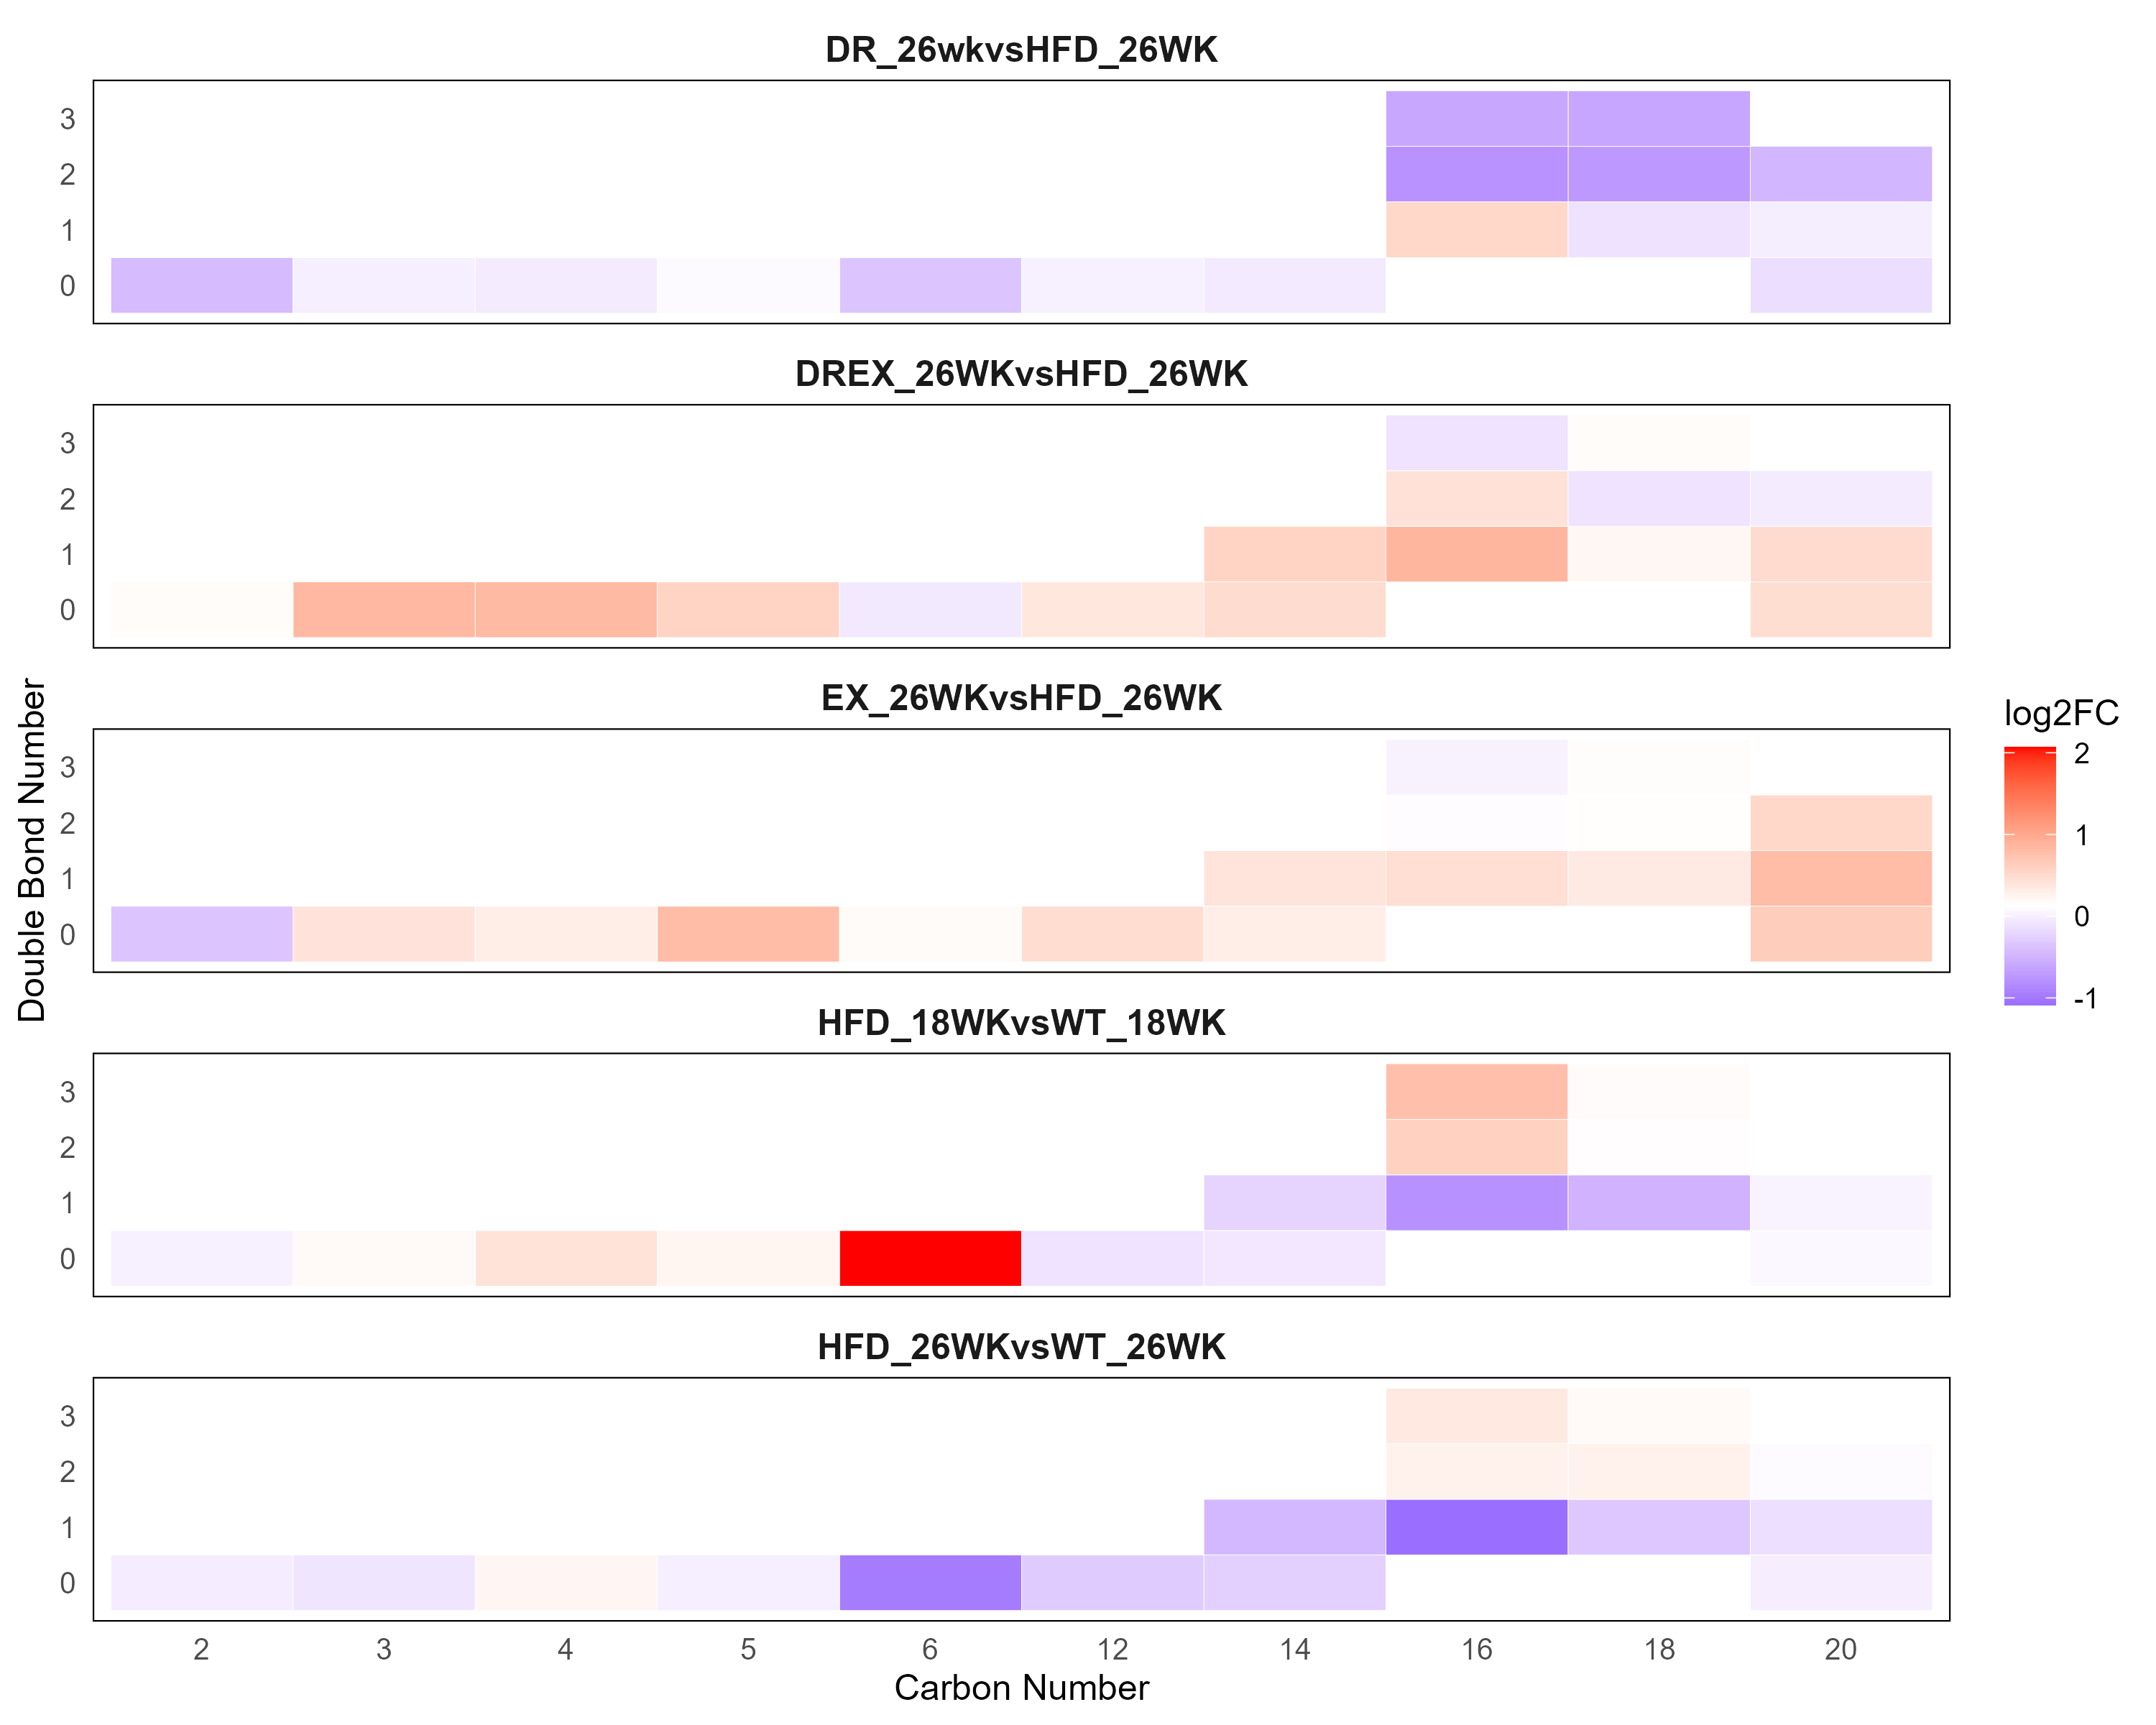 DR_26wkvsHFD_26WK
3
2
1
0
DREX_26WKvsHFD_26WK
3
2
1
0
EX_26WKvsHFD_26WK
3
2
1
0
HFD_18WKvsWT_18WK
3
2
1
0
HFD_26WKvsWT_26WK
3
2
1
0
2 3 4 5 6 12 14 16 18 20
Carbon Number
Double Bond Number
log2FC
2
1
0
-1